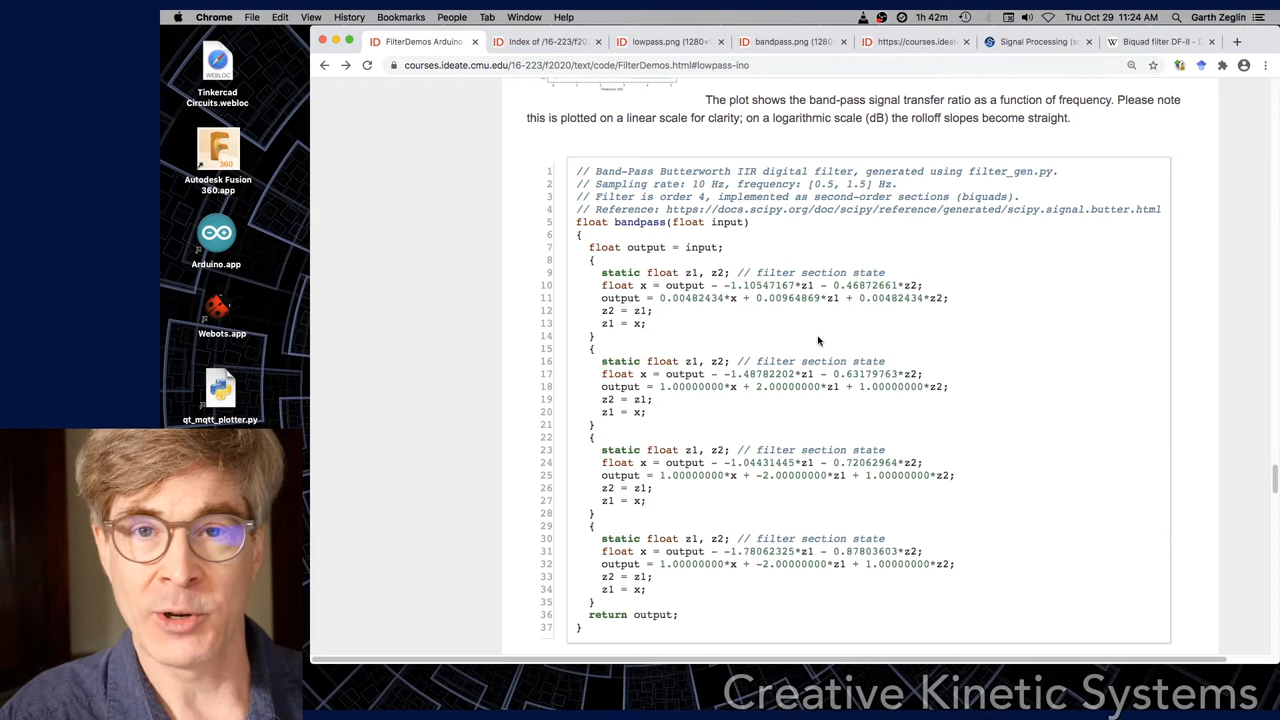 Chrome File Edit View History Bookmarks People Tab Window Help 1h 42m Thu Oct 29 11:24 AM Garth Zeglin
FilterDemos Arduino Index of /16-223/f20 lowpass.png (1280×5 bandpass.png (1280 https://courses.ideat Signal Processing (sc Biquad filter DF-II -
courses.ideate.cmu.edu/16-223/f2020/text/code/FilterDemos.html#lowpass-ino
WEBLOC
Tinkercad
Circuits.webloc
360
Autodesk Fusion
360.app
Arduino.app
Webots.app
qt_mqtt_plotter.py
The plot shows the band-pass signal transfer ratio as a function of frequency. Please note
this is plotted on a linear scale for clarity; on a logarithmic scale (dB) the rolloff slopes become straight.
1 // Band-Pass Butterworth IIR digital filter, generated using filter_gen.py.
2 // Sampling rate: 10 Hz, frequency: [0.5, 1.5] Hz.
3 // Filter is order 4, implemented as second-order sections (biquads).
4 // Reference: https://docs.scipy.org/doc/scipy/reference/generated/scipy.signal.butter.html
5 float bandpass(float input)
6 {
7 float output = input;
8 {
9 static float z1, z2; // filter section state
10 float x = output - -1.10547167*z1 - 0.46872661*z2;
11 output = 0.00482434*x + 0.00964869*z1 + 0.00482434*z2;
12 z2 = z1;
13 z1 = x;
14 }
15 {
16 static float z1, z2; // filter section state
17 float x = output - -1.48782202*z1 - 0.63179763*z2;
18 output = 1.00000000*x + 2.00000000*z1 + 1.00000000*z2;
19 z2 = z1;
20 z1 = x;
21 }
22 {
23 static float z1, z2; // filter section state
24 float x = output - -1.04431445*z1 - 0.72062964*z2;
25 output = 1.00000000*x + -2.00000000*z1 + 1.00000000*z2;
26 z2 = z1;
27 z1 = x;
28 }
29 {
30 static float z1, z2; // filter section state
31 float x = output - -1.78062325*z1 - 0.87803603*z2;
32 output = 1.00000000*x + -2.00000000*z1 + 1.00000000*z2;
33 z2 = z1;
34 z1 = x;
35 }
36 return output;
37 }
Creative Kinetic Systems